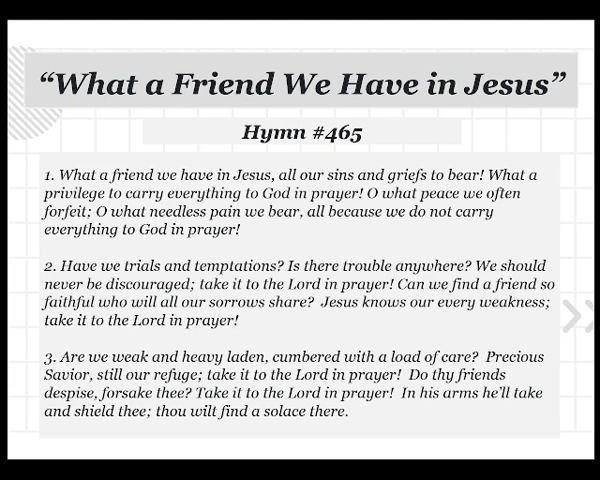 “What a Friend We Have in Jesus”
Hymn #465
1. What a friend we have in Jesus, all our sins and griefs to bear! What a
privilege to carry everything to God in prayer! O what peace we often
forfeit; O what needless pain we bear, all because we do not carry
everything to God in prayer!
2. Have we trials and temptations? Is there trouble anywhere? We should
never be discouraged; take it to the Lord in prayer! Can we find a friend so
faithful who will all our sorrows share?  Jesus knows our every weakness;
take it to the Lord in prayer!
3. Are we weak and heavy laden, cumbered with a load of care?  Precious
Savior, still our refuge; take it to the Lord in prayer!  Do thy friends
despise, forsake thee? Take it to the Lord in prayer!  In his arms he’ll take
and shield thee; thou wilt find a solace there.